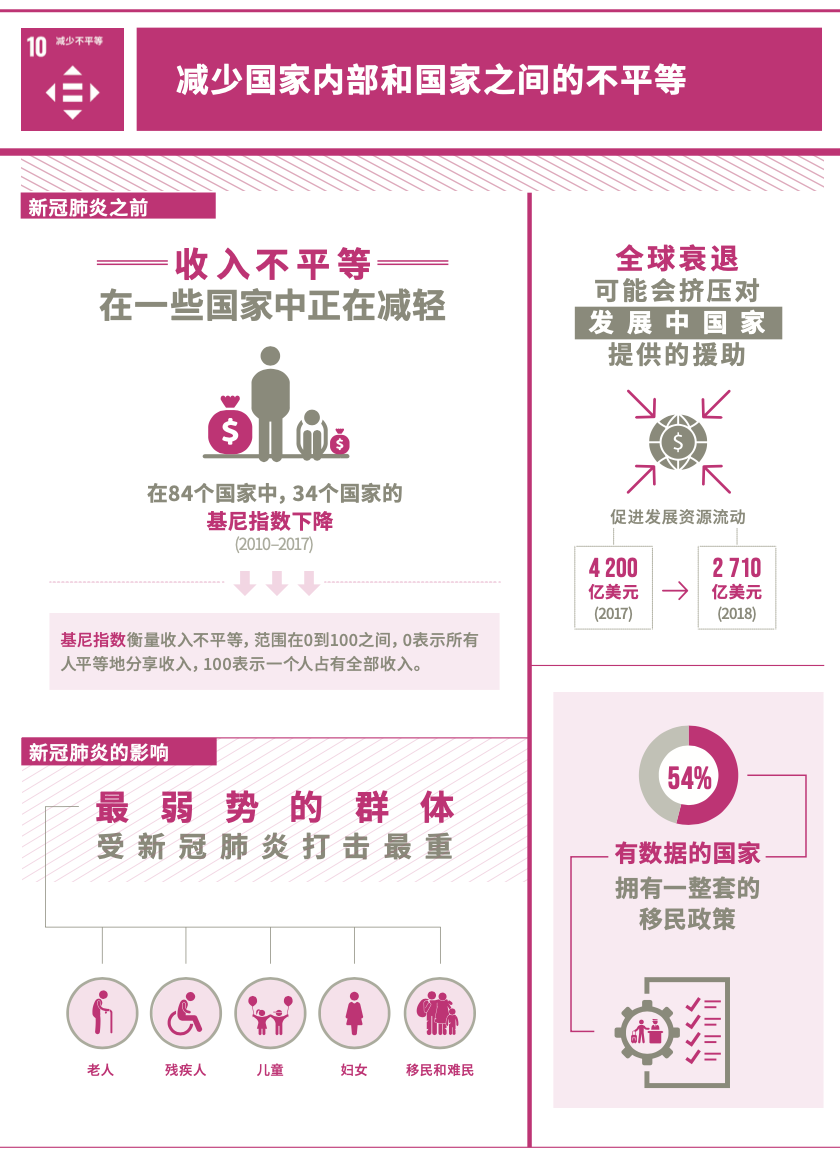 10 减少不平等
减少国家内部和国家之间的不平等
新冠肺炎之前
收入不平等
在一些国家中正在减轻
$
$
在84个国家中, 34个国家的
基尼指数下降
(2010–2017)
基尼指数衡量收入不平等, 范围在0到100之间, 0表示所有
人平等地分享收入, 100表示一个人占有全部收入。
新冠肺炎的影响
最弱势的群体
受新冠肺炎打击最重
老人
残疾人
儿童
妇女
移民和难民
全球衰退
可能会挤压对
发展中国家
提供的援助
$
促进发展资源流动
4 200
亿美元
(2017)
2 710
亿美元
(2018)
54%
有数据的国家
拥有一整套的
移民政策